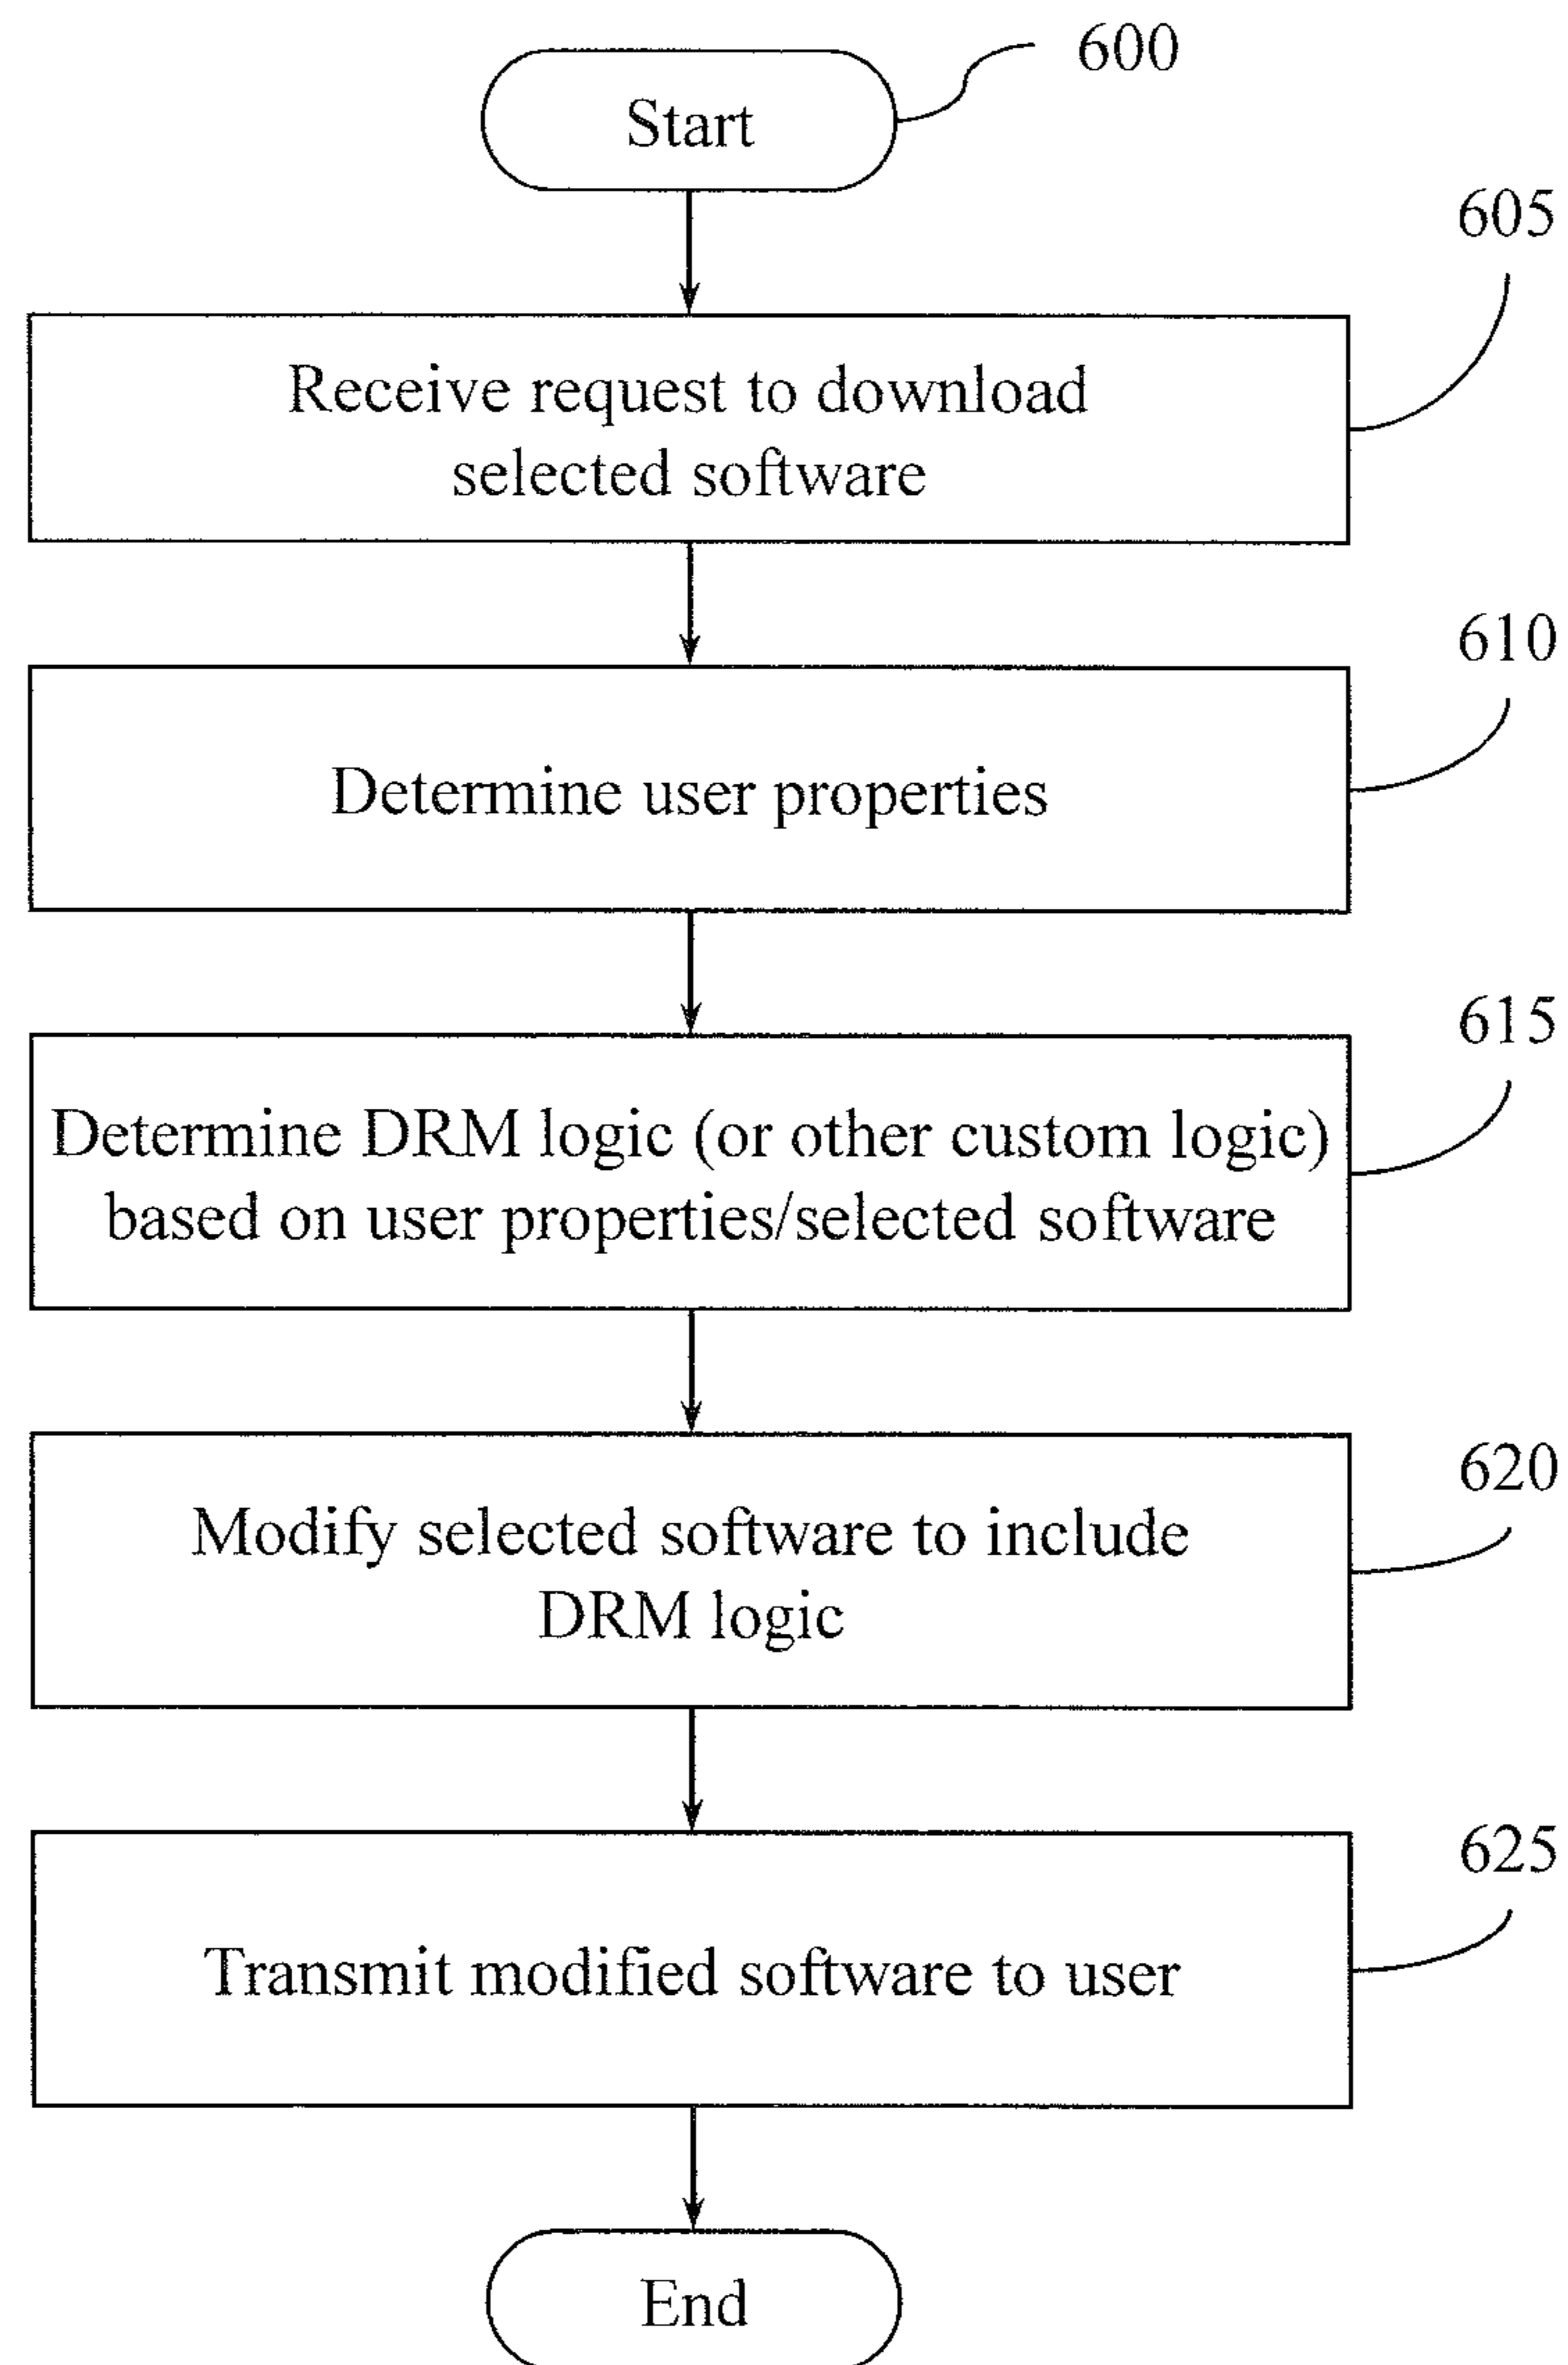 Start
600
605
Receive request to download
selected software
610
Determine user properties
615
Determine DRM logic (or other custom logic)
based on user properties/selected software
620
Modify selected software to include
DRM logic
625
Transmit modified software to user
End